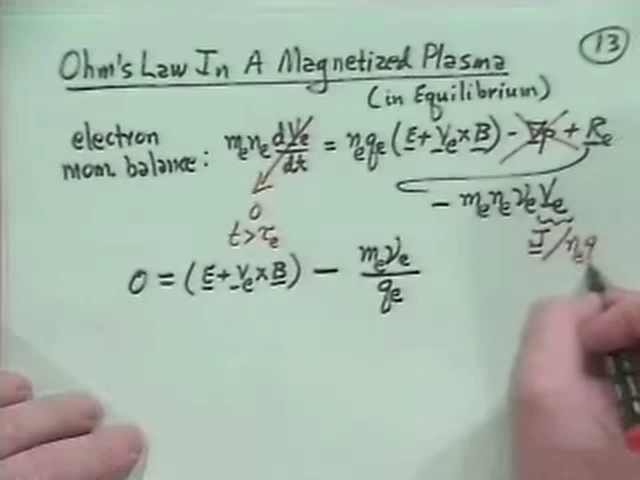 13
Ohm's Law In A Magnetized Plasma
(in Equilibrium)
electron
mom balance: mₑnₑ dVₑ/dt = nₑqₑ(E + Vₑ × B) − ∇p + Rₑ
− mₑnₑνₑVₑ
0
t > τₑ
J/nₑq
0 = (E + Vₑ × B) − mₑνₑ/qₑ